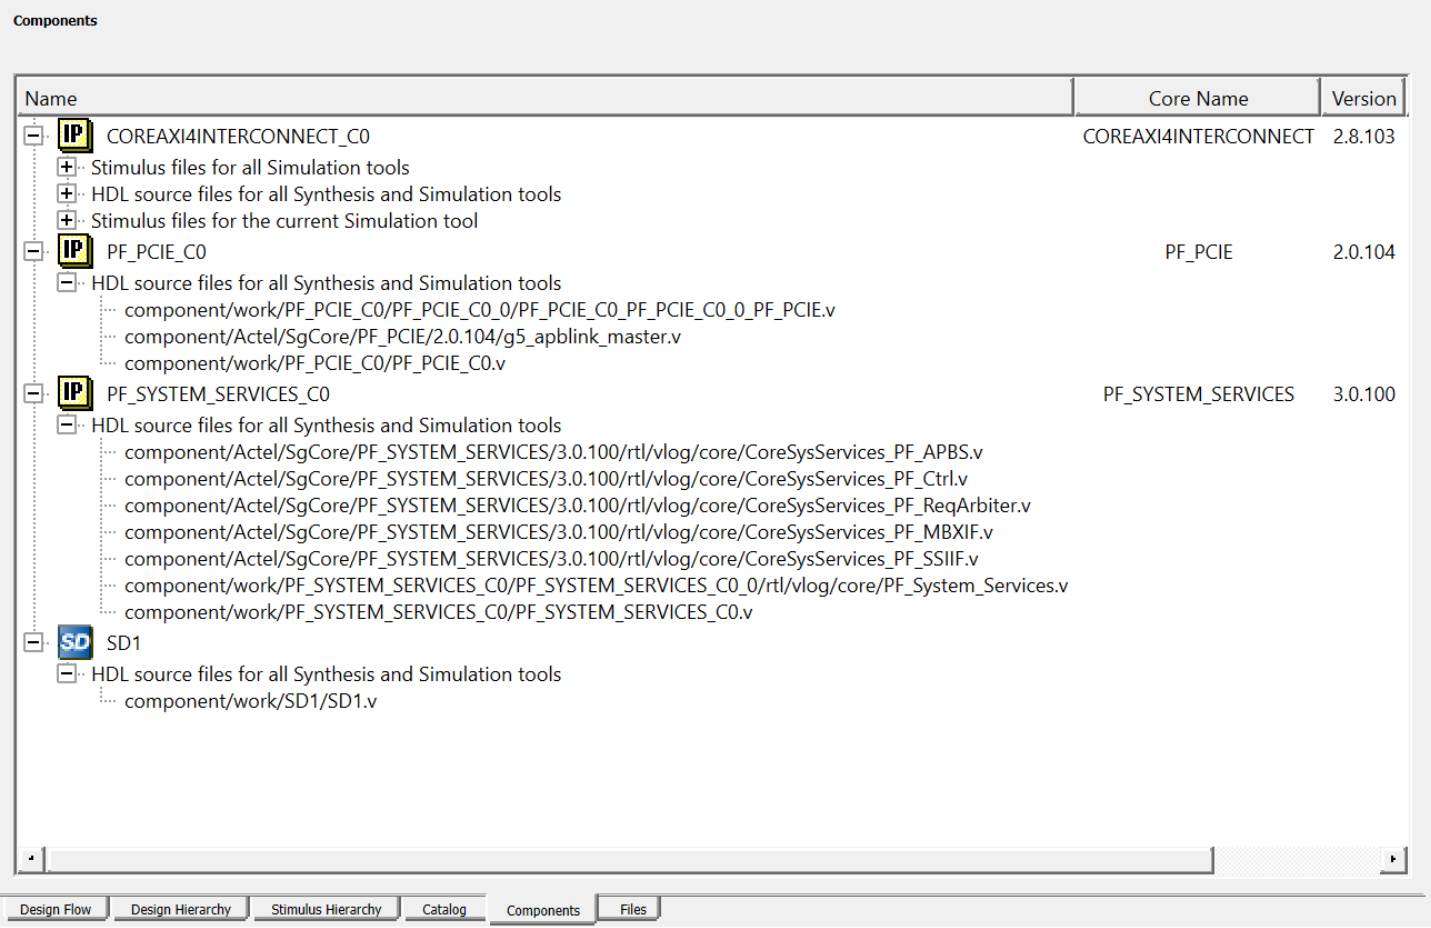 Components
Name Core Name Version
IP COREAXI4INTERCONNECT_C0 COREAXI4INTERCONNECT 2.8.103
Stimulus files for all Simulation tools
HDL source files for all Synthesis and Simulation tools
Stimulus files for the current Simulation tool
IP PF_PCIE_C0 PF_PCIE 2.0.104
HDL source files for all Synthesis and Simulation tools
component/work/PF_PCIE_C0/PF_PCIE_C0_0/PF_PCIE_C0_PF_PCIE_C0_0_PF_PCIE.v
component/Actel/SgCore/PF_PCIE/2.0.104/g5_apblink_master.v
component/work/PF_PCIE_C0/PF_PCIE_C0.v
IP PF_SYSTEM_SERVICES_C0 PF_SYSTEM_SERVICES 3.0.100
HDL source files for all Synthesis and Simulation tools
component/Actel/SgCore/PF_SYSTEM_SERVICES/3.0.100/rtl/vlog/core/CoreSysServices_PF_APBS.v
component/Actel/SgCore/PF_SYSTEM_SERVICES/3.0.100/rtl/vlog/core/CoreSysServices_PF_Ctrl.v
component/Actel/SgCore/PF_SYSTEM_SERVICES/3.0.100/rtl/vlog/core/CoreSysServices_PF_ReqArbiter.v
component/Actel/SgCore/PF_SYSTEM_SERVICES/3.0.100/rtl/vlog/core/CoreSysServices_PF_MBXIF.v
component/Actel/SgCore/PF_SYSTEM_SERVICES/3.0.100/rtl/vlog/core/CoreSysServices_PF_SSIIF.v
component/work/PF_SYSTEM_SERVICES_C0/PF_SYSTEM_SERVICES_C0_0/rtl/vlog/core/PF_System_Services.v
component/work/PF_SYSTEM_SERVICES_C0/PF_SYSTEM_SERVICES_C0.v
SD SD1
HDL source files for all Synthesis and Simulation tools
component/work/SD1/SD1.v
Design Flow Design Hierarchy Stimulus Hierarchy Catalog Components Files